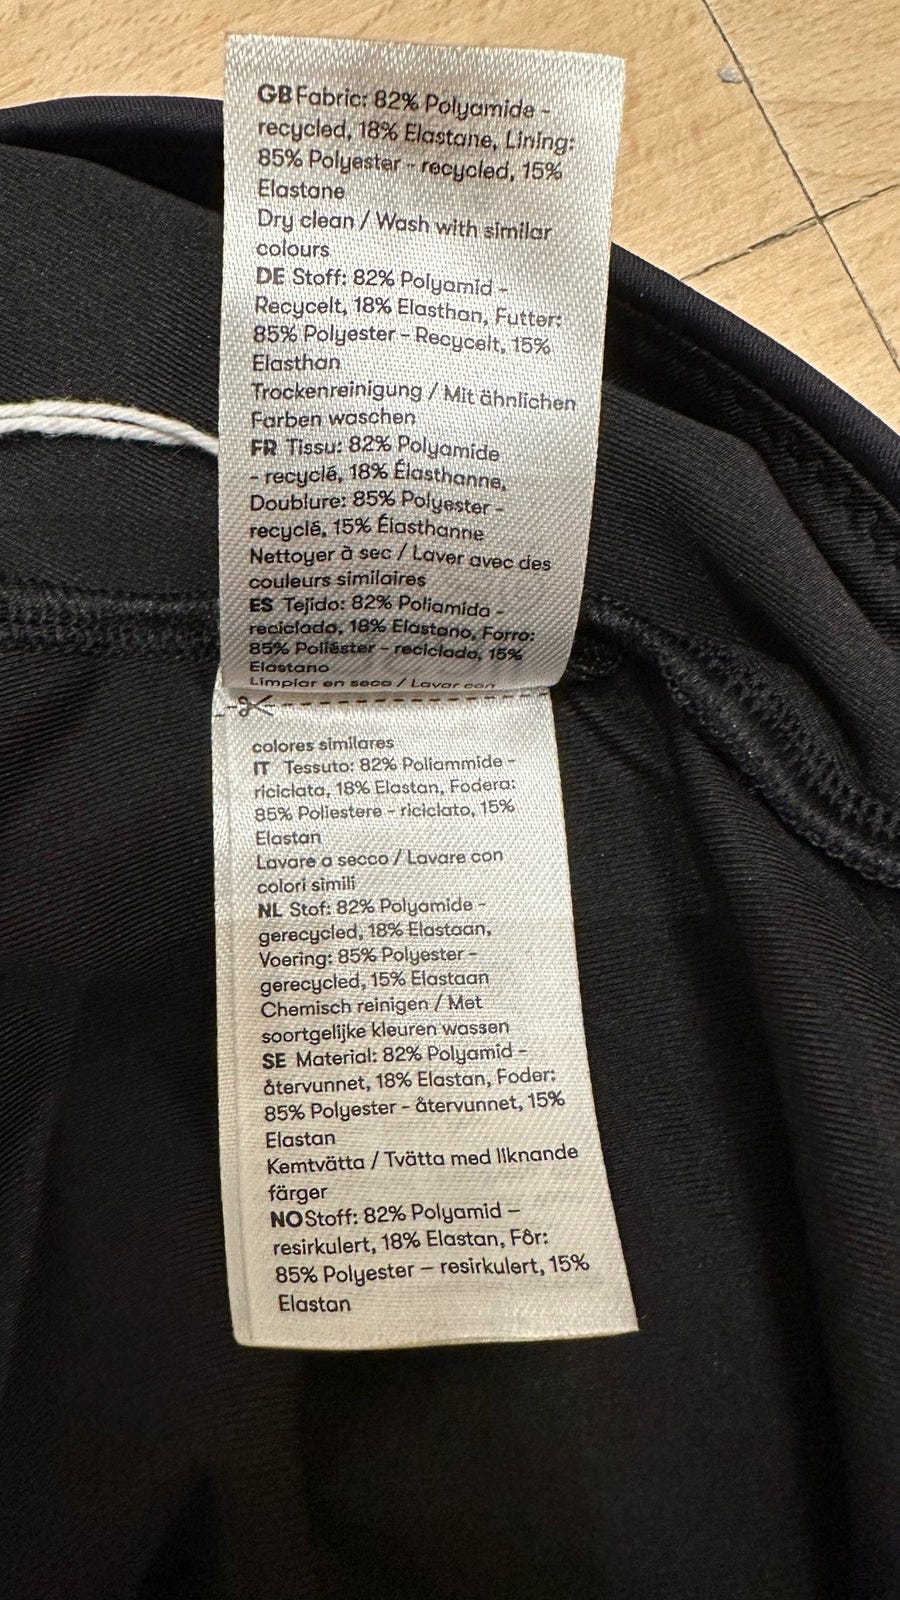 GB Fabric: 82% Polyamide -
recycled, 18% Elastane, Lining:
85% Polyester - recycled, 15%
Elastane
Dry clean / Wash with similar
colours
DE Stoff: 82% Polyamid -
Recycelt, 18% Elasthan, Futter:
85% Polyester - Recycelt, 15%
Elasthan
Trockenreinigung / Mit ähnlichen
Farben waschen
FR Tissu: 82% Polyamide
- recyclé, 18% Élasthanne,
Doublure: 85% Polyester -
recyclé, 15% Élasthanne
Nettoyer à sec / Laver avec des
couleurs similaires
ES Tejido: 82% Poliamida -
reciclado, 18% Elastano, Forro:
85% Poliéster - reciclado, 15%
Elastano
Limpiar en seco / Lavar con
colores similares
IT Tessuto: 82% Poliammide -
riciclata, 18% Elastan, Fodera:
85% Poliestere - riciclato, 15%
Elastan
Lavare a secco / Lavare con
colori simili
NL Stof: 82% Polyamide -
gerecycled, 18% Elastaan,
Voering: 85% Polyester -
gerecycled, 15% Elastaan
Chemisch reinigen / Met
soortgelijke kleuren wassen
SE Material: 82% Polyamid -
återvunnet, 18% Elastan, Foder:
85% Polyester - återvunnet, 15%
Elastan
Kemtvätta / Tvätta med liknande
färger
NO Stoff: 82% Polyamid –
resirkulert, 18% Elastan, Fôr:
85% Polyester – resirkulert, 15%
Elastan